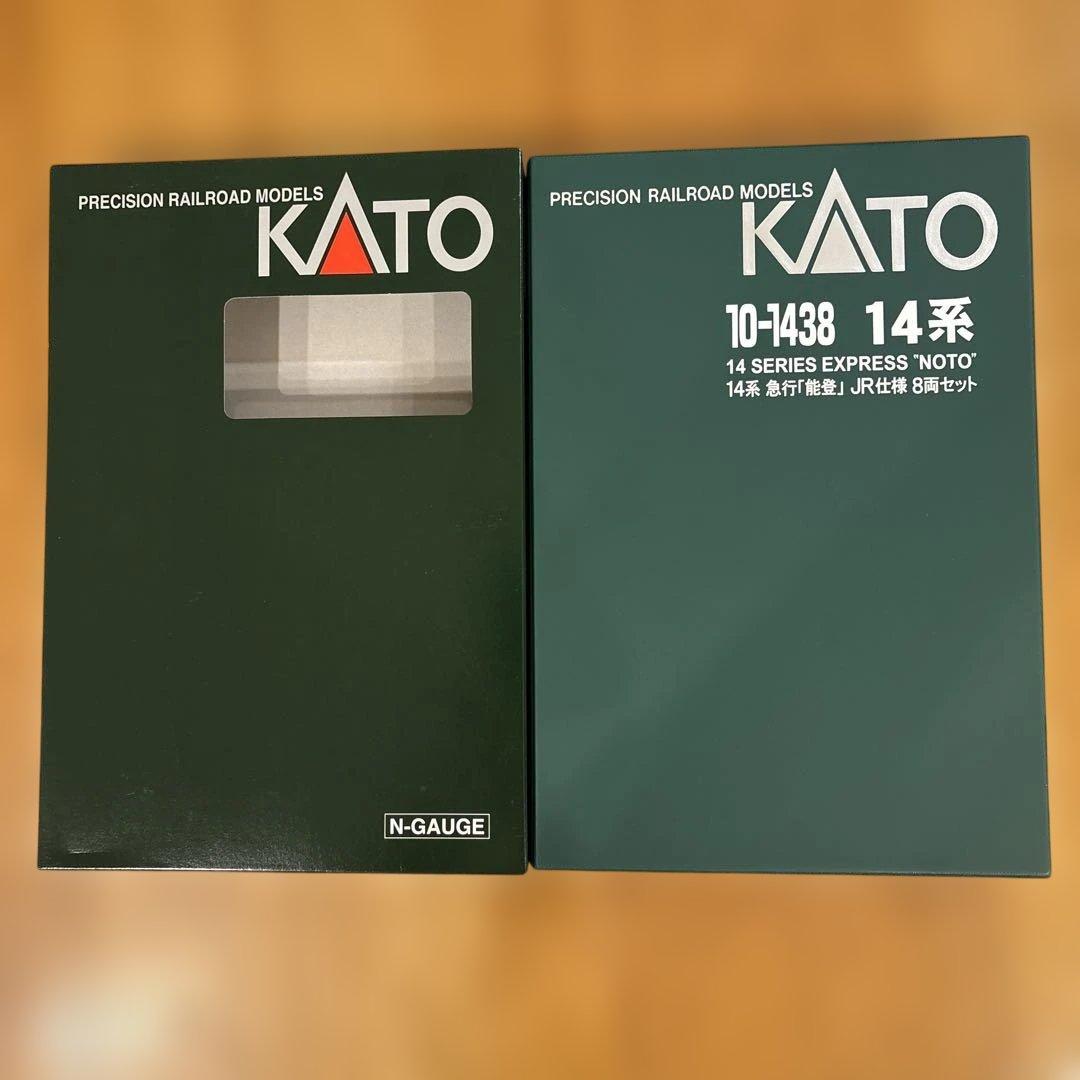 PRECISION RAILROAD MODELS
KATO
N-GAUGE
PRECISION RAILROAD MODELS
KATO
10-1438 14系
14 SERIES EXPRESS "NOTO"
14系 急行「能登」 JR仕様 8両セット